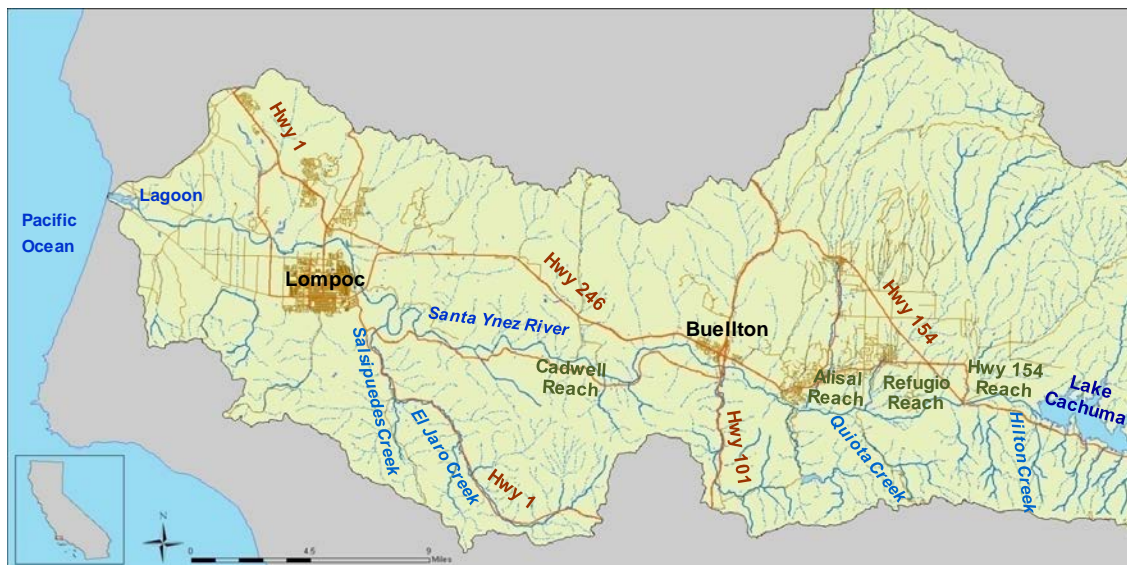 Hwy 1
Lagoon
Pacific
Ocean
Lompoc
Hwy 246
Santa Ynez River
Buellton
Hwy 154
Cadwell
Reach
Alisal
Reach
Refugio
Reach
Hwy 154
Reach
Lake
Cachuma
Salsipuedes Creek
El Jaro Creek
Hwy 1
Hwy 101
Quiota Creek
Hilton Creek
N
0 4.5 9
Miles